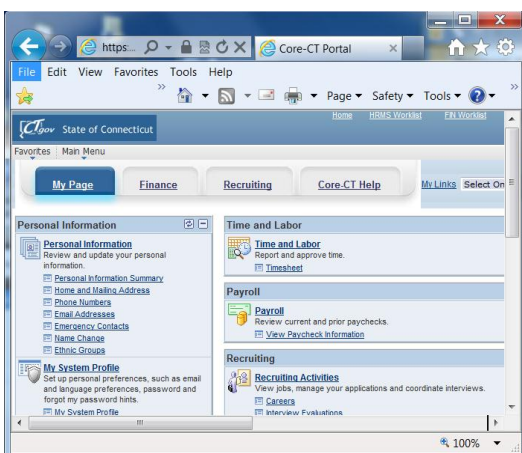 https:...
Core-CT Portal
File Edit View Favorites Tools Help
Page Safety Tools
CTgov State of Connecticut
Home HRMS Worklist FIN Worklist
Favorites Main Menu
My Page Finance Recruiting Core-CT Help My Links Select On
Personal Information
Personal Information
Review and update your personal
information.
Personal Information Summary
Home and Mailing Address
Phone Numbers
Email Addresses
Emergency Contacts
Name Change
Ethnic Groups
My System Profile
Set up personal preferences, such as email
and language preferences, password and
forgot my password hints.
My System Profile
Time and Labor
Time and Labor
Report and approve time.
Timesheet
Payroll
Payroll
Review current and prior paychecks.
View Paycheck Information
Recruiting
Recruiting Activities
View jobs, manage your applications and coordinate interviews.
Careers
Interview Evaluations
100%